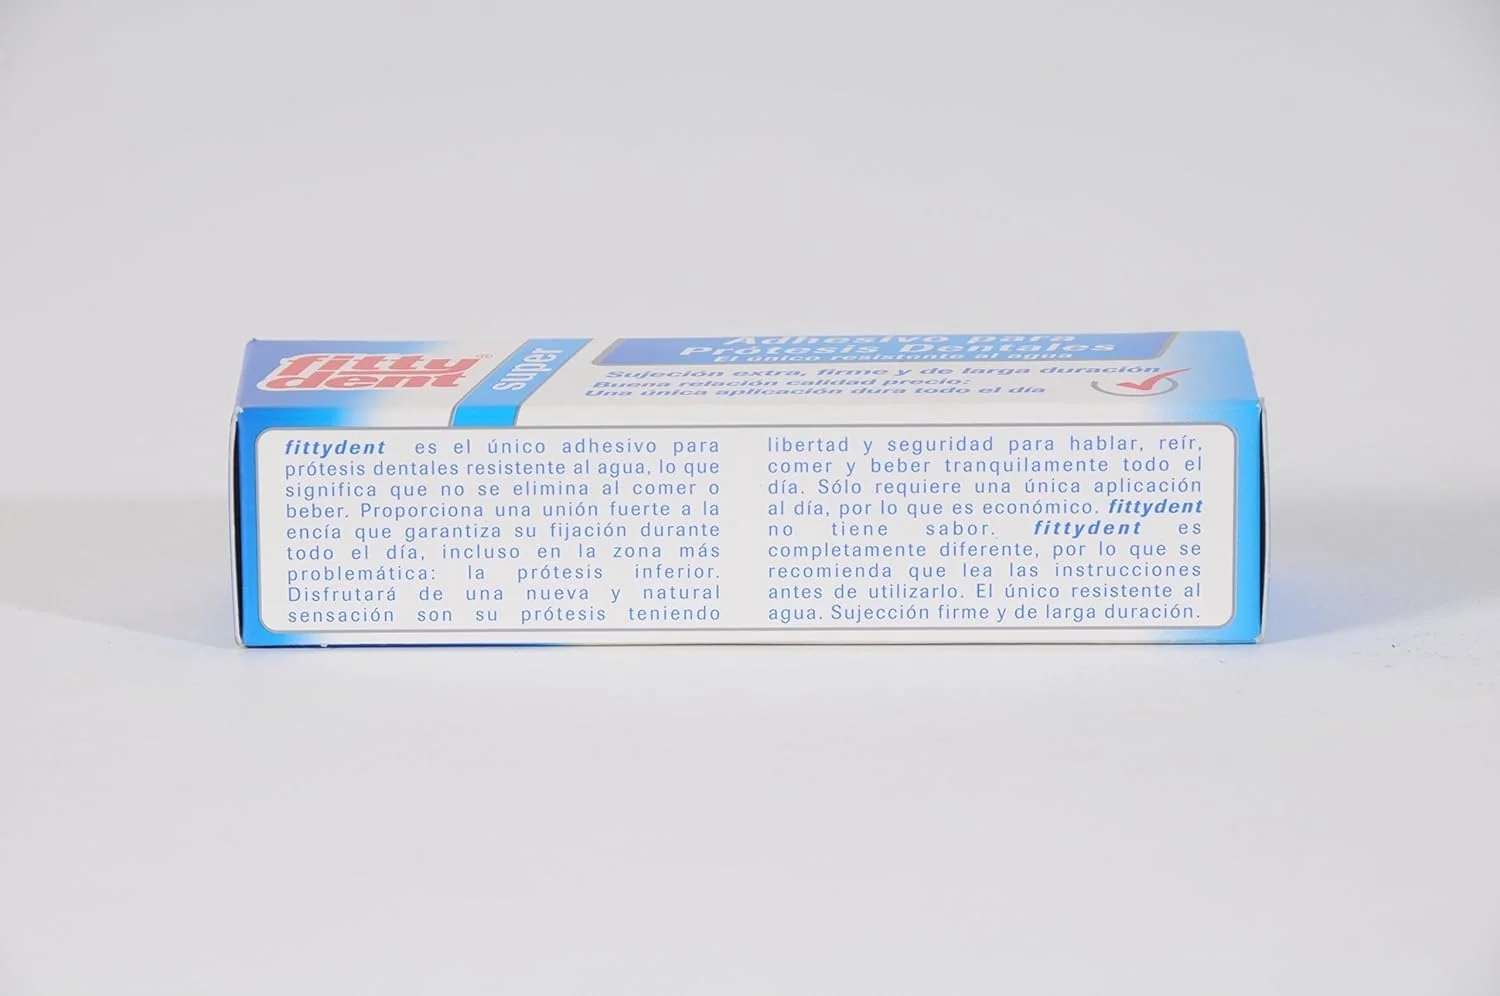 fitty
dent®
super
Adhesivo para
Prótesis Dentales
El único resistente al agua
Sujeción extra, firme y de larga duración
Buena relación calidad precio:
Una única aplicación dura todo el día
fittydent es el único adhesivo para
prótesis dentales resistente al agua, lo que
significa que no se elimina al comer o
beber. Proporciona una unión fuerte a la
encía que garantiza su fijación durante
todo el día, incluso en la zona más
problemática: la prótesis inferior.
Disfrutará de una nueva y natural
sensación son su prótesis teniendo
libertad y seguridad para hablar, reír,
comer y beber tranquilamente todo el
día. Sólo requiere una única aplicación
al día, por lo que es económico. fittydent
no tiene sabor. fittydent es
completamente diferente, por lo que se
recomienda que lea las instrucciones
antes de utilizarlo. El único resistente al
agua. Sujección firme y de larga duración.